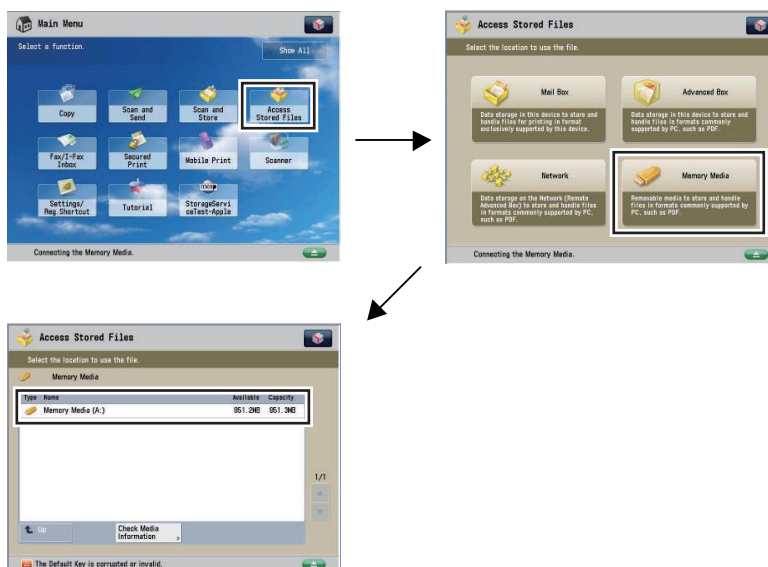 Main Menu
Select a function.
Show All
Copy
Scan and
Send
Scan and
Store
Access
Stored Files
Fax/I-Fax
Inbox
Secured
Print
Mobile Print
Scanner
Settings/
Reg.Shortcut
Tutorial
StorageServi
ceTest-Apple
Connecting the Memory Media.
Access Stored Files
Select the location to use the file.
Mail Box
Data storage in this device to store and
handle files for printing in format
exclusively supported by this device.
Advanced Box
Data storage in this device to store and
handle files in formats commonly
supported by PC, such as PDF.
Network
Data storage on the Network (Remote
Advanced Box) to store and handle files
in formats commonly supported by PC,
such as PDF.
Memory Media
Removable media to store and handle
files in formats commonly supported by
PC, such as PDF.
Connecting the Memory Media.
Access Stored Files
Select the location to use the file.
Memory Media
Type Name Available Capacity
Memory Media (A:) 951.2MB 951.3MB
1/1
Up
Check Media
Information
The Default Key is corrupted or invalid.